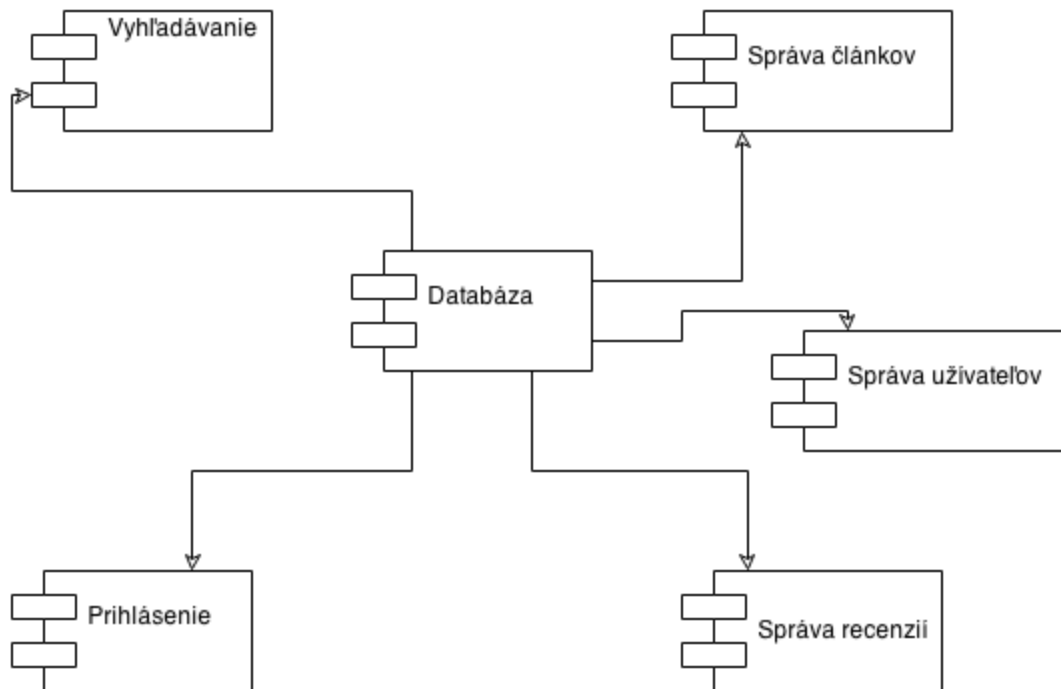 Vyhľadávanie
Správa článkov
Databáza
Správa užívateľov
Prihlásenie
Správa recenzií